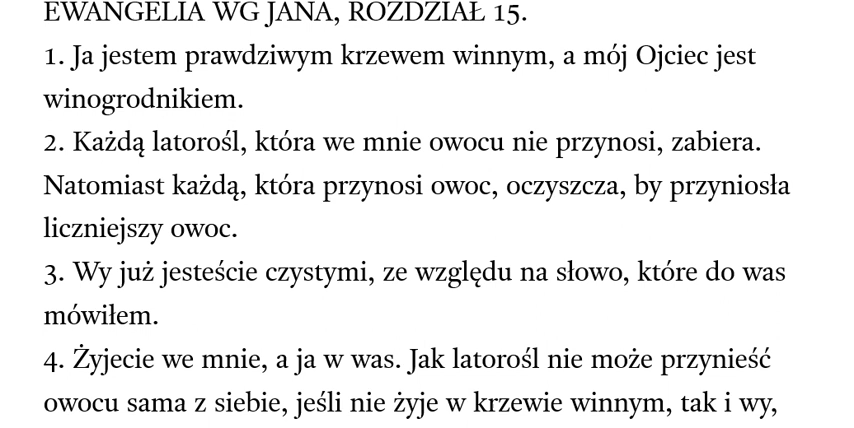 EWANGELIA WG JANA, ROZDZIAŁ 15.
1. Ja jestem prawdziwym krzewem winnym, a mój Ojciec jest
winogrodnikiem.
2. Każdą latorośl, która we mnie owocu nie przynosi, zabiera.
Natomiast każdą, która przynosi owoc, oczyszcza, by przyniosła
liczniejszy owoc.
3. Wy już jesteście czystymi, ze względu na słowo, które do was
mówiłem.
4. Żyjecie we mnie, a ja w was. Jak latorośl nie może przynieść
owocu sama z siebie, jeśli nie żyje w krzewie winnym, tak i wy,